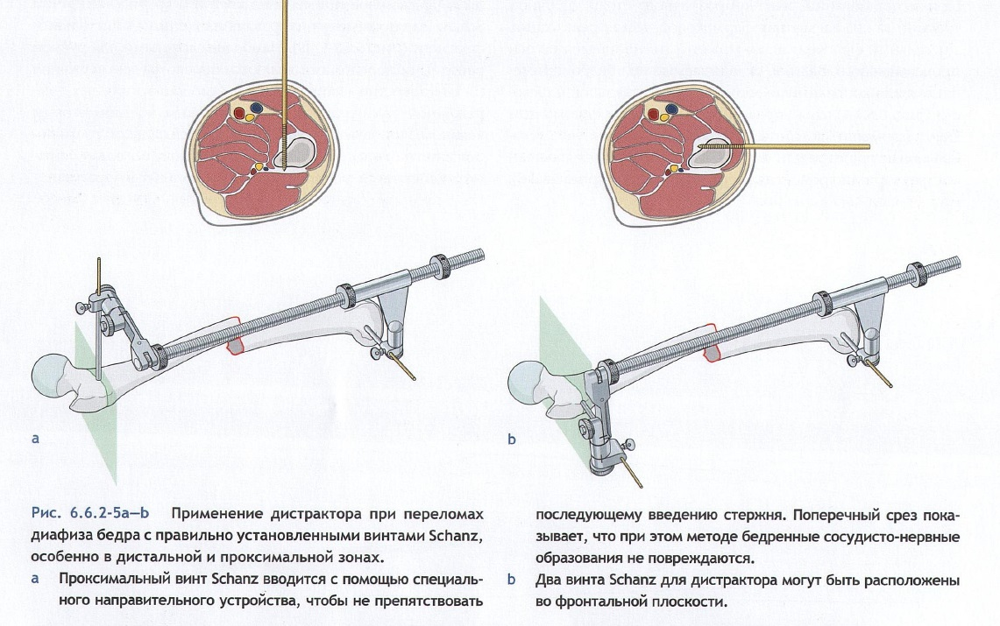 a
b
Рис. 6.6.2-5a—b Применение дистрактора при переломах
диафиза бедра с правильно установленными винтами Schanz,
особенно в дистальной и проксимальной зонах.
a Проксимальный винт Schanz вводится с помощью специаль-
ного направительного устройства, чтобы не препятствовать
последующему введению стержня. Поперечный срез пока-
зывает, что при этом методе бедренные сосудисто-нервные
образования не повреждаются.
b Два винта Schanz для дистрактора могут быть расположены
во фронтальной плоскости.